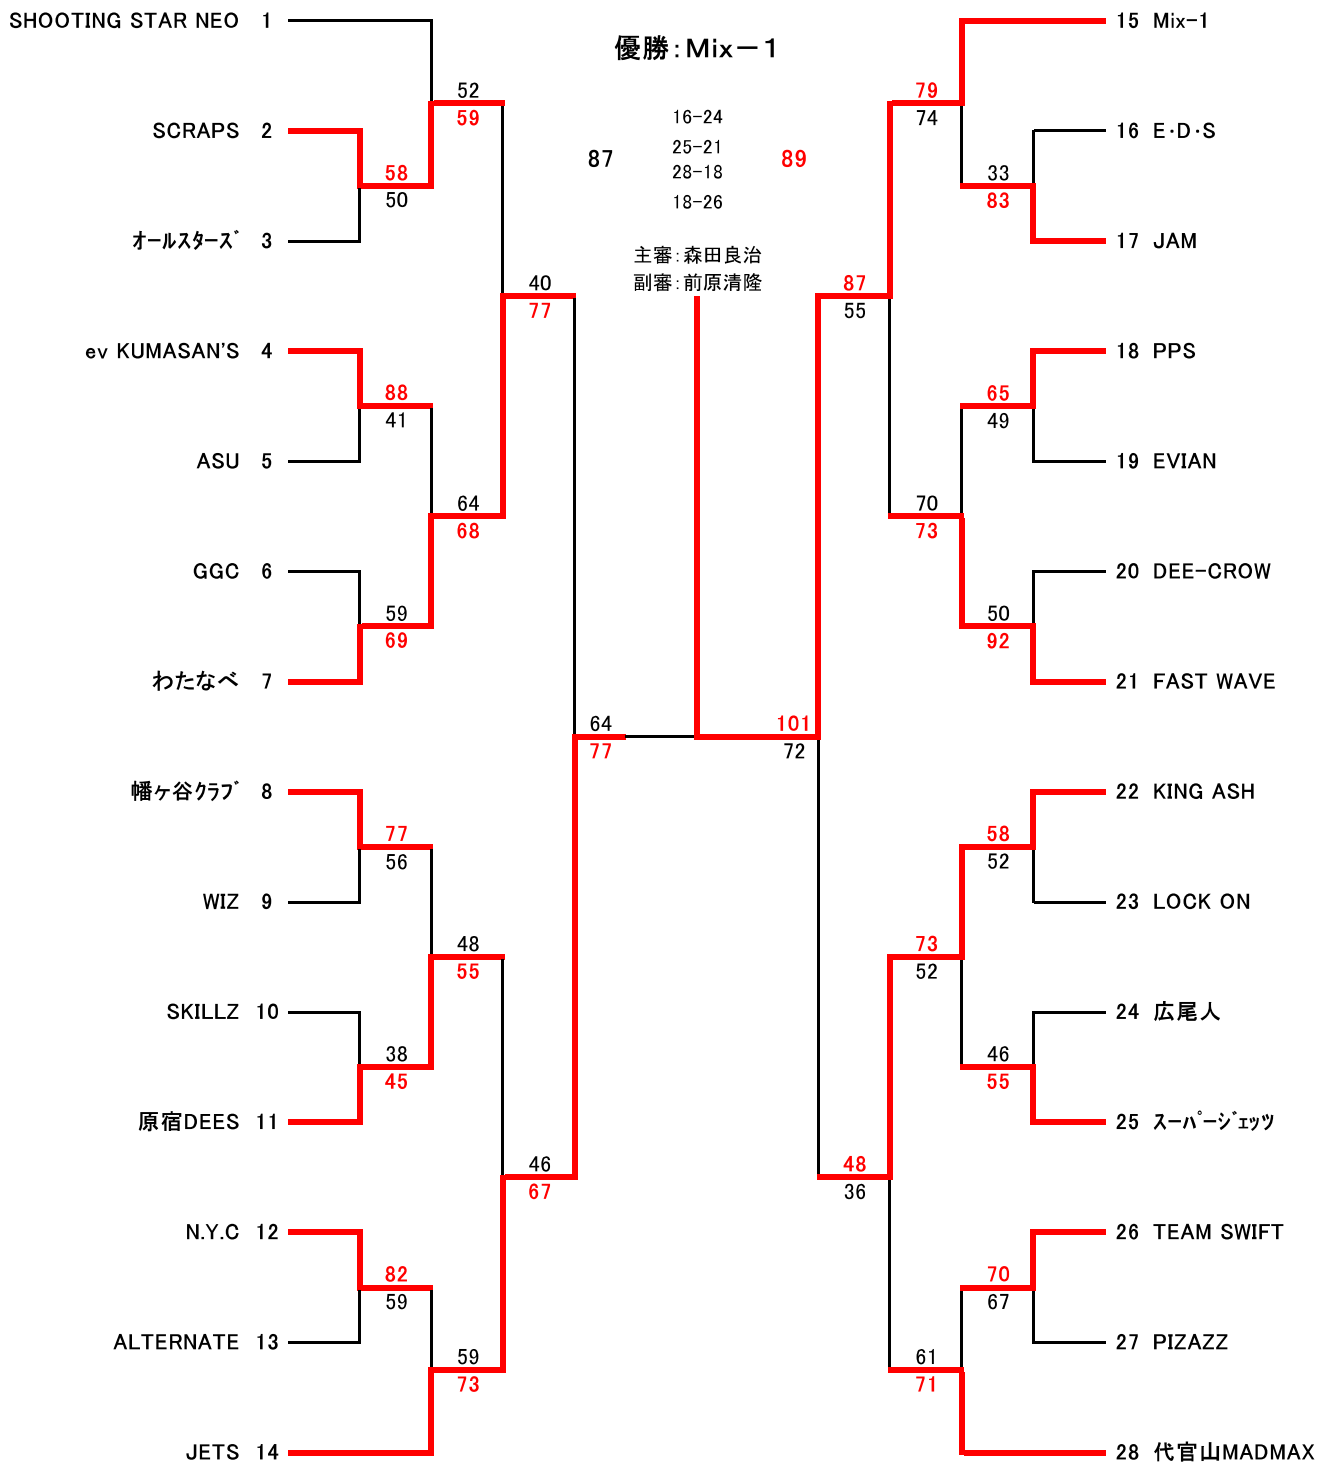 優勝：Mix－1
16-24
25-21
28-18
18-26
87
89
主審：森田良治
副審：前原清隆
SHOOTING STAR NEO 1
SCRAPS 2
ｵｰﾙｽﾀｰｽﾞ 3
ev KUMASAN'S 4
ASU 5
GGC 6
わたなべ 7
幡ヶ谷ｸﾗﾌﾞ 8
WIZ 9
SKILLZ 10
原宿DEES 11
N.Y.C 12
ALTERNATE 13
JETS 14
58
50
88
41
59
69
77
56
38
45
82
59
52
59
64
68
48
55
59
73
40
77
46
67
64
77
101
72
87
55
48
36
79
74
70
73
73
52
61
71
33
83
65
49
50
92
58
52
46
55
70
67
15 Mix-1
16 E･D･S
17 JAM
18 PPS
19 EVIAN
20 DEE-CROW
21 FAST WAVE
22 KING ASH
23 LOCK ON
24 広尾人
25 ｽｰﾊﾟｰｼﾞｪｯﾂ
26 TEAM SWIFT
27 PIZAZZ
28 代官山MADMAX